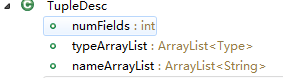 TupleDesc
numFields : int
typeArrayList : ArrayList<Type>
nameArrayList : ArrayList<String>